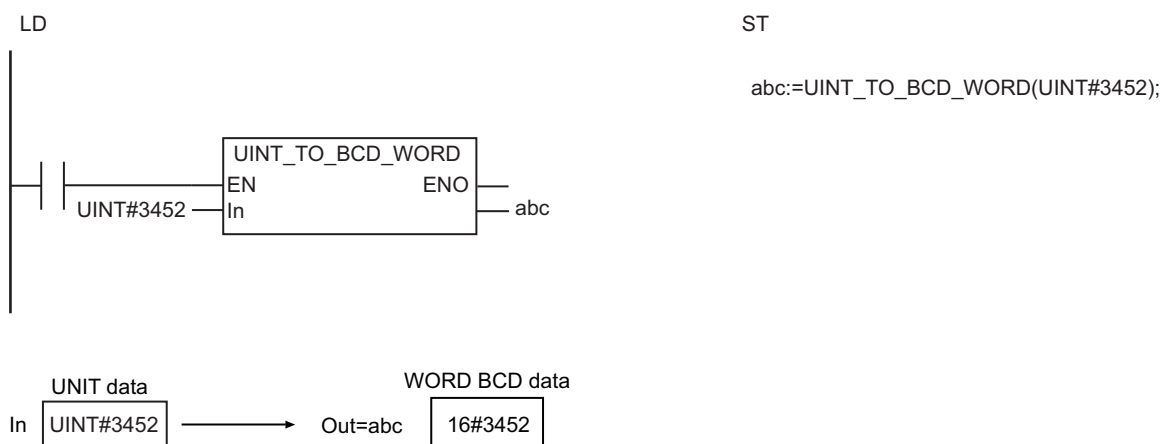 LD
ST
abc:=UINT_TO_BCD_WORD(UINT#3452);
UINT_TO_BCD_WORD
EN ENO
UINT#3452 In abc
UNIT data WORD BCD data
In UINT#3452 Out=abc 16#3452